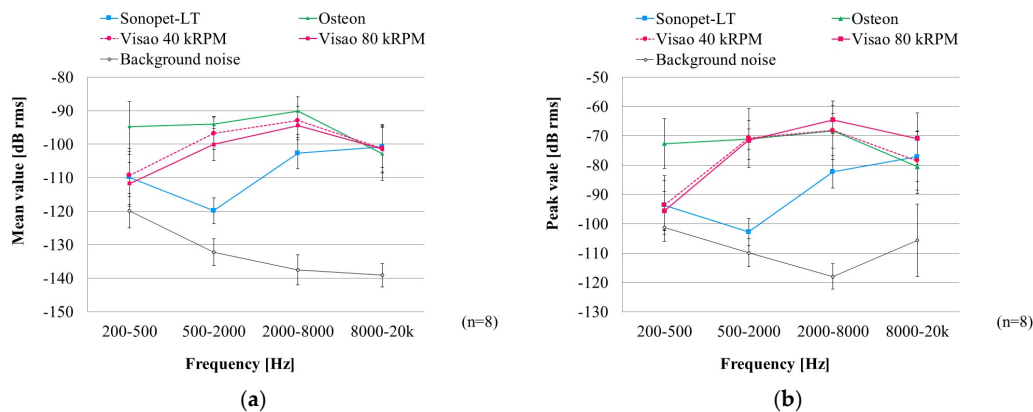 Sonopet-LT Osteon
Visao 40 kRPM Visao 80 kRPM
Background noise
Mean value [dB rms]
-80
-90
-100
-110
-120
-130
-140
-150
200-500 500-2000 2000-8000 8000-20k
(n=8)
Frequency [Hz]
(a)
Sonopet-LT Osteon
Visao 40 kRPM Visao 80 kRPM
Background noise
Peak vale [dB rms]
-50
-60
-70
-80
-90
-100
-110
-120
-130
200-500 500-2000 2000-8000 8000-20k
(n=8)
Frequency [Hz]
(b)